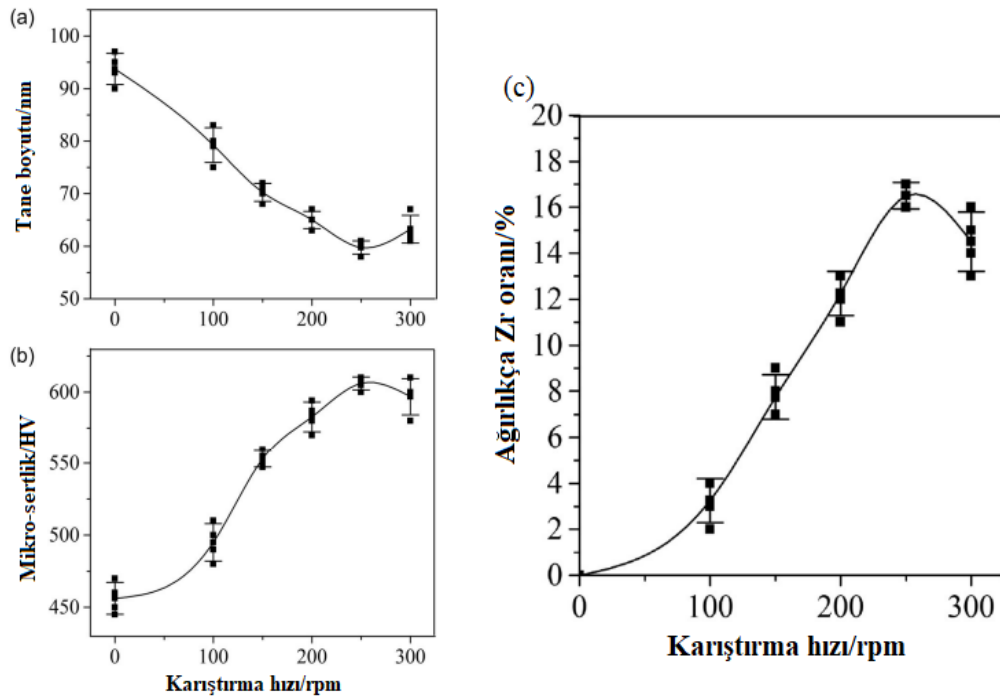 (a)
100
90
80
70
60
50
Tane boyutu/nm
0 100 200 300
(b)
600
550
500
450
Mikro-sertlik/HV
0 100 200 300
Karıştırma hızı/rpm
(c)
20
18
16
14
12
10
8
6
4
2
0
Ağırlıkça Zr oranı/%
0 100 200 300
Karıştırma hızı/rpm